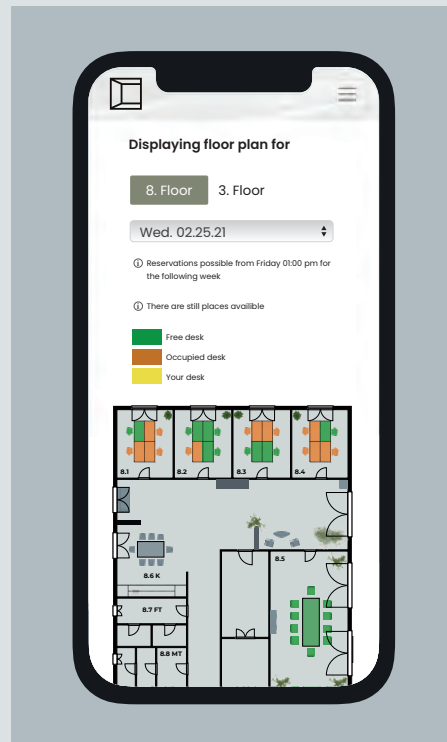 Displaying floor plan for
8. Floor 3. Floor
Wed. 02.25.21
Reservations possible from Friday 01:00 pm for
the following week
There are still places availible
Free desk
Occupied desk
Your desk
8.1 8.2 8.3 8.4
8.5
8.6 K
8.7 FT
8.8 MT